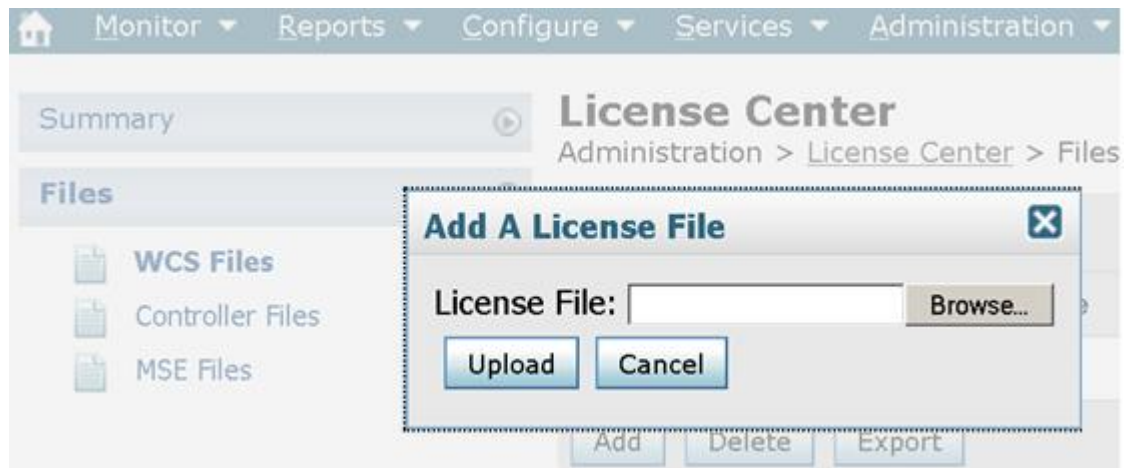 Monitor Reports Configure Services Administration
Summary
License Center
Administration > License Center > Files
Files
Add A License File
WCS Files
License File: Browse...
Controller Files
Upload Cancel
MSE Files
Add Delete Export